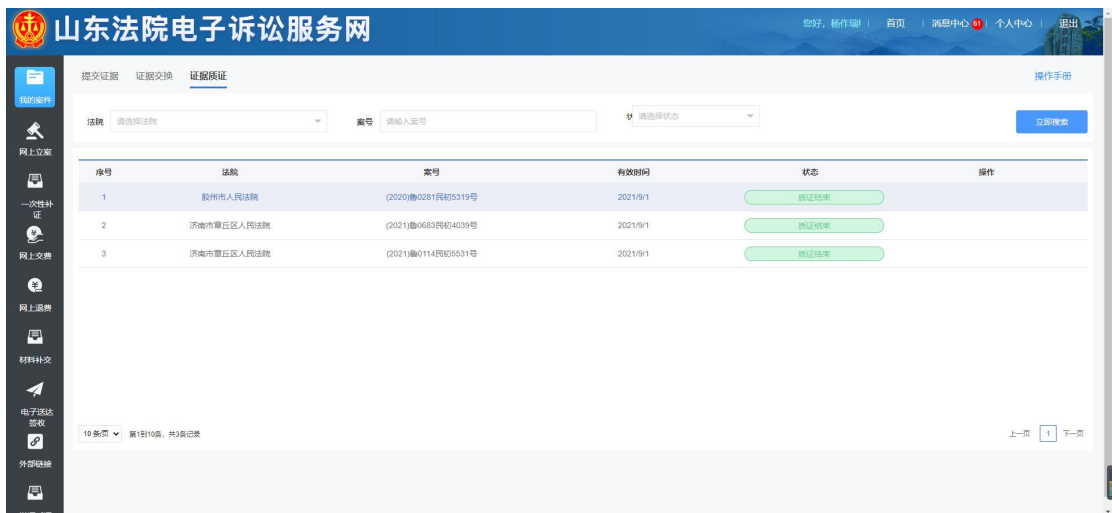 山东法院电子诉讼服务网
您好，杨作瑞! | 首页 | 消息中心 61 | 个人中心 | 退出
我的案件
网上立案
一次性补证
网上交费
网上退费
材料补交
电子送达签收
外部链接
提交证据 证据交换 证据质证 操作手册
法院 请选择法院 案号 请输入案号 请选择状态 立即搜索
序号 法院 案号 有效时间 状态 操作
1 胶州市人民法院 (2020)鲁0281民初5319号 2021/9/1 质证结束
2 济南市章丘区人民法院 (2021)鲁0683民初4039号 2021/9/1 质证结束
3 济南市章丘区人民法院 (2021)鲁0114民初5531号 2021/9/1 质证结束
10 条/页 第1到10条，共3条记录 上一页 1 下一页